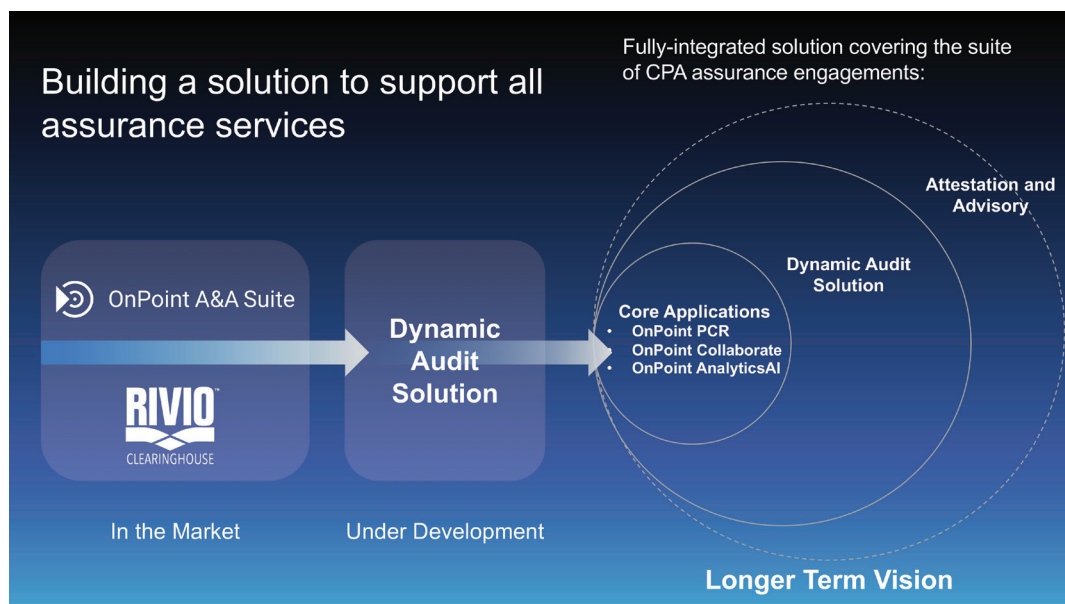 Building a solution to support all
assurance services
Fully-integrated solution covering the suite
of CPA assurance engagements:
OnPoint A&A Suite
RIVIO™
CLEARINGHOUSE
In the Market
Dynamic
Audit
Solution
Under Development
Core Applications
• OnPoint PCR
• OnPoint Collaborate
• OnPoint AnalyticsAI
Dynamic Audit
Solution
Attestation and
Advisory
Longer Term Vision